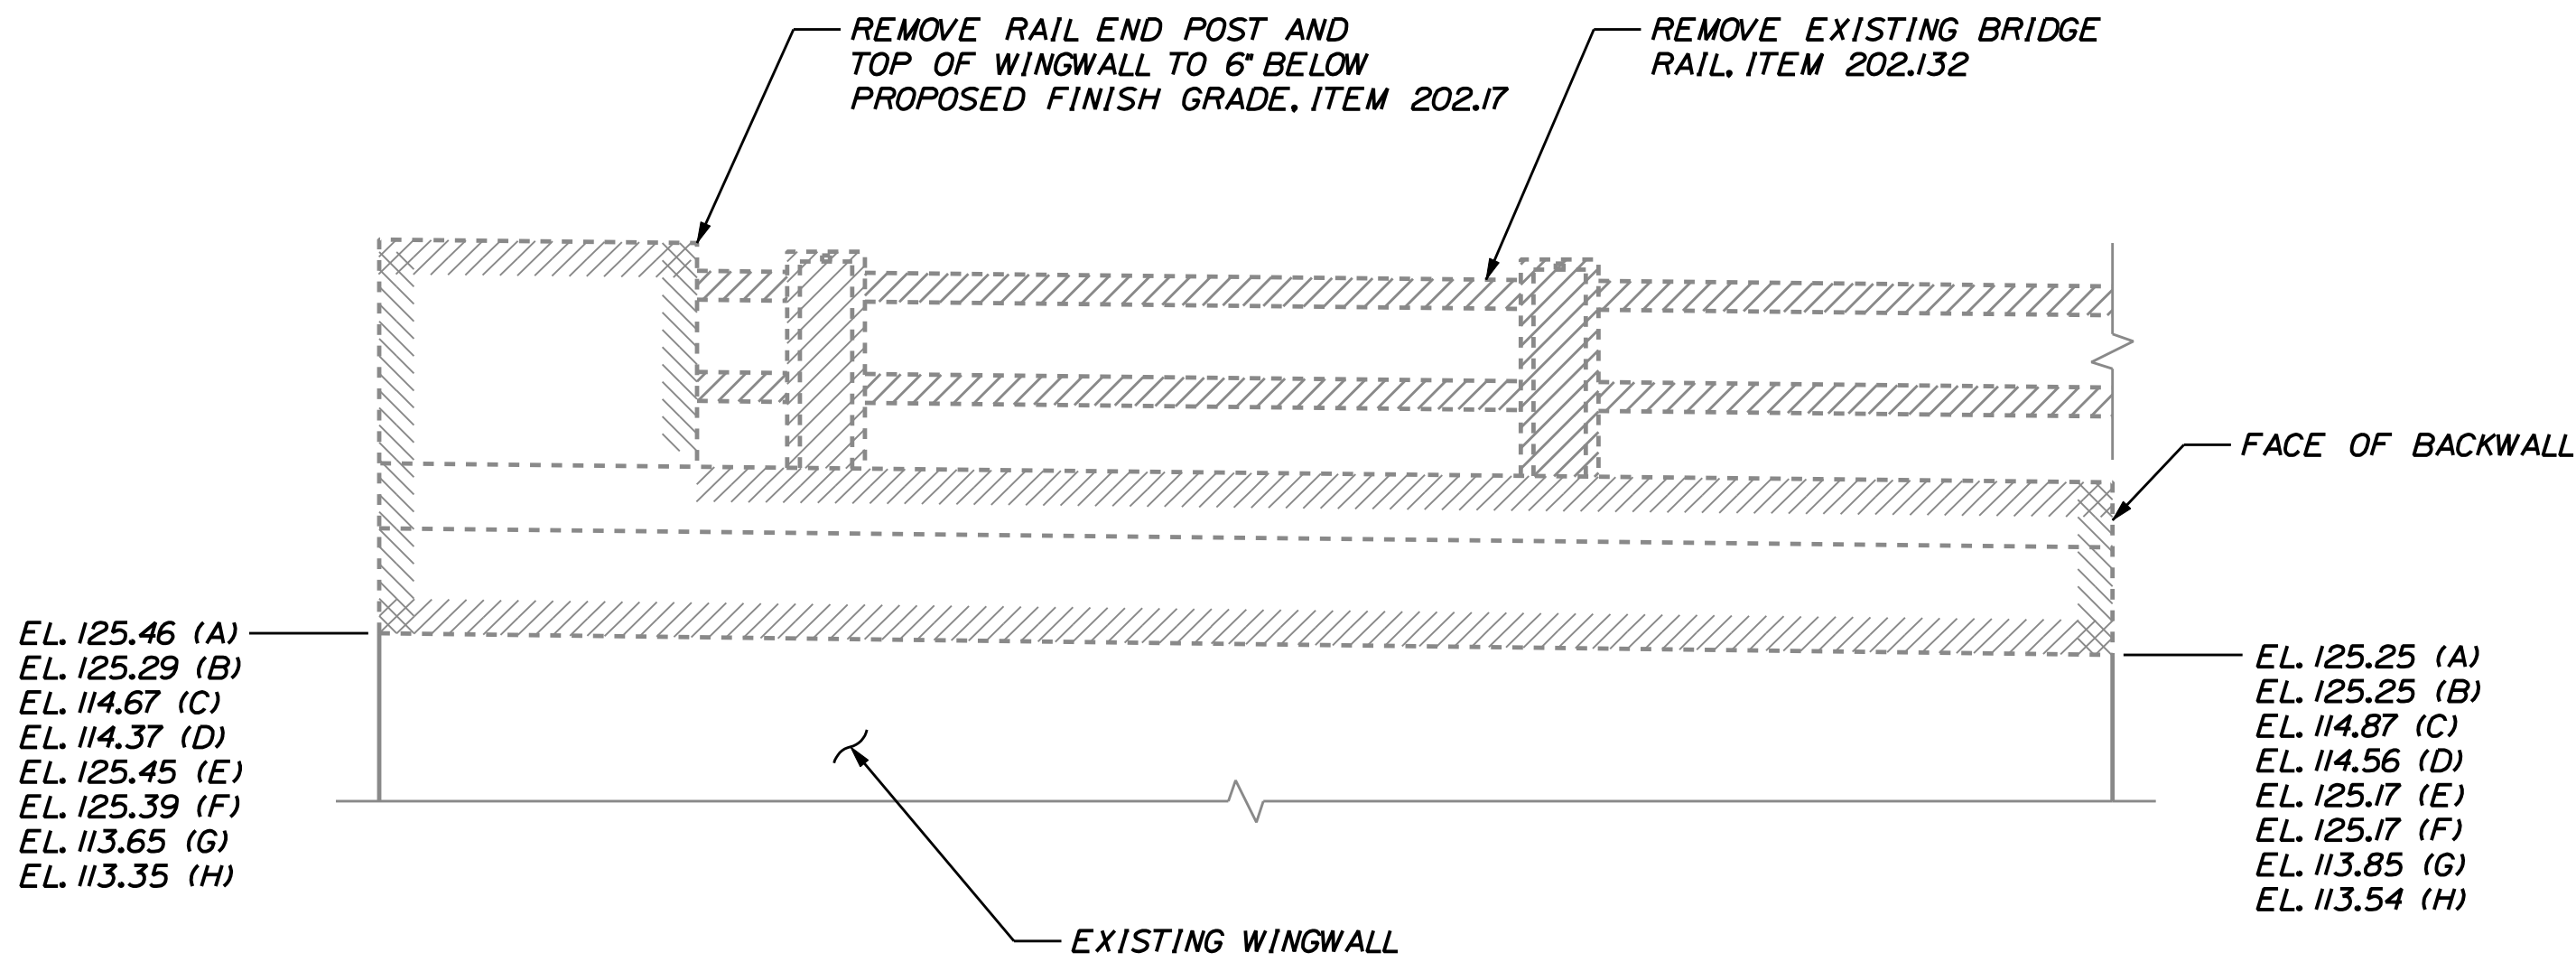 REMOVE RAIL END POST AND
TOP OF WINGWALL TO 6" BELOW
PROPOSED FINISH GRADE, ITEM 202.17
REMOVE EXISTING BRIDGE
RAIL, ITEM 202.132
FACE OF BACKWALL
EL. 125.46 (A)
EL. 125.29 (B)
EL. 114.67 (C)
EL. 114.37 (D)
EL. 125.45 (E)
EL. 125.39 (F)
EL. 113.65 (G)
EL. 113.35 (H)
EL. 125.25 (A)
EL. 125.25 (B)
EL. 114.87 (C)
EL. 114.56 (D)
EL. 125.17 (E)
EL. 125.17 (F)
EL. 113.85 (G)
EL. 113.54 (H)
EXISTING WINGWALL